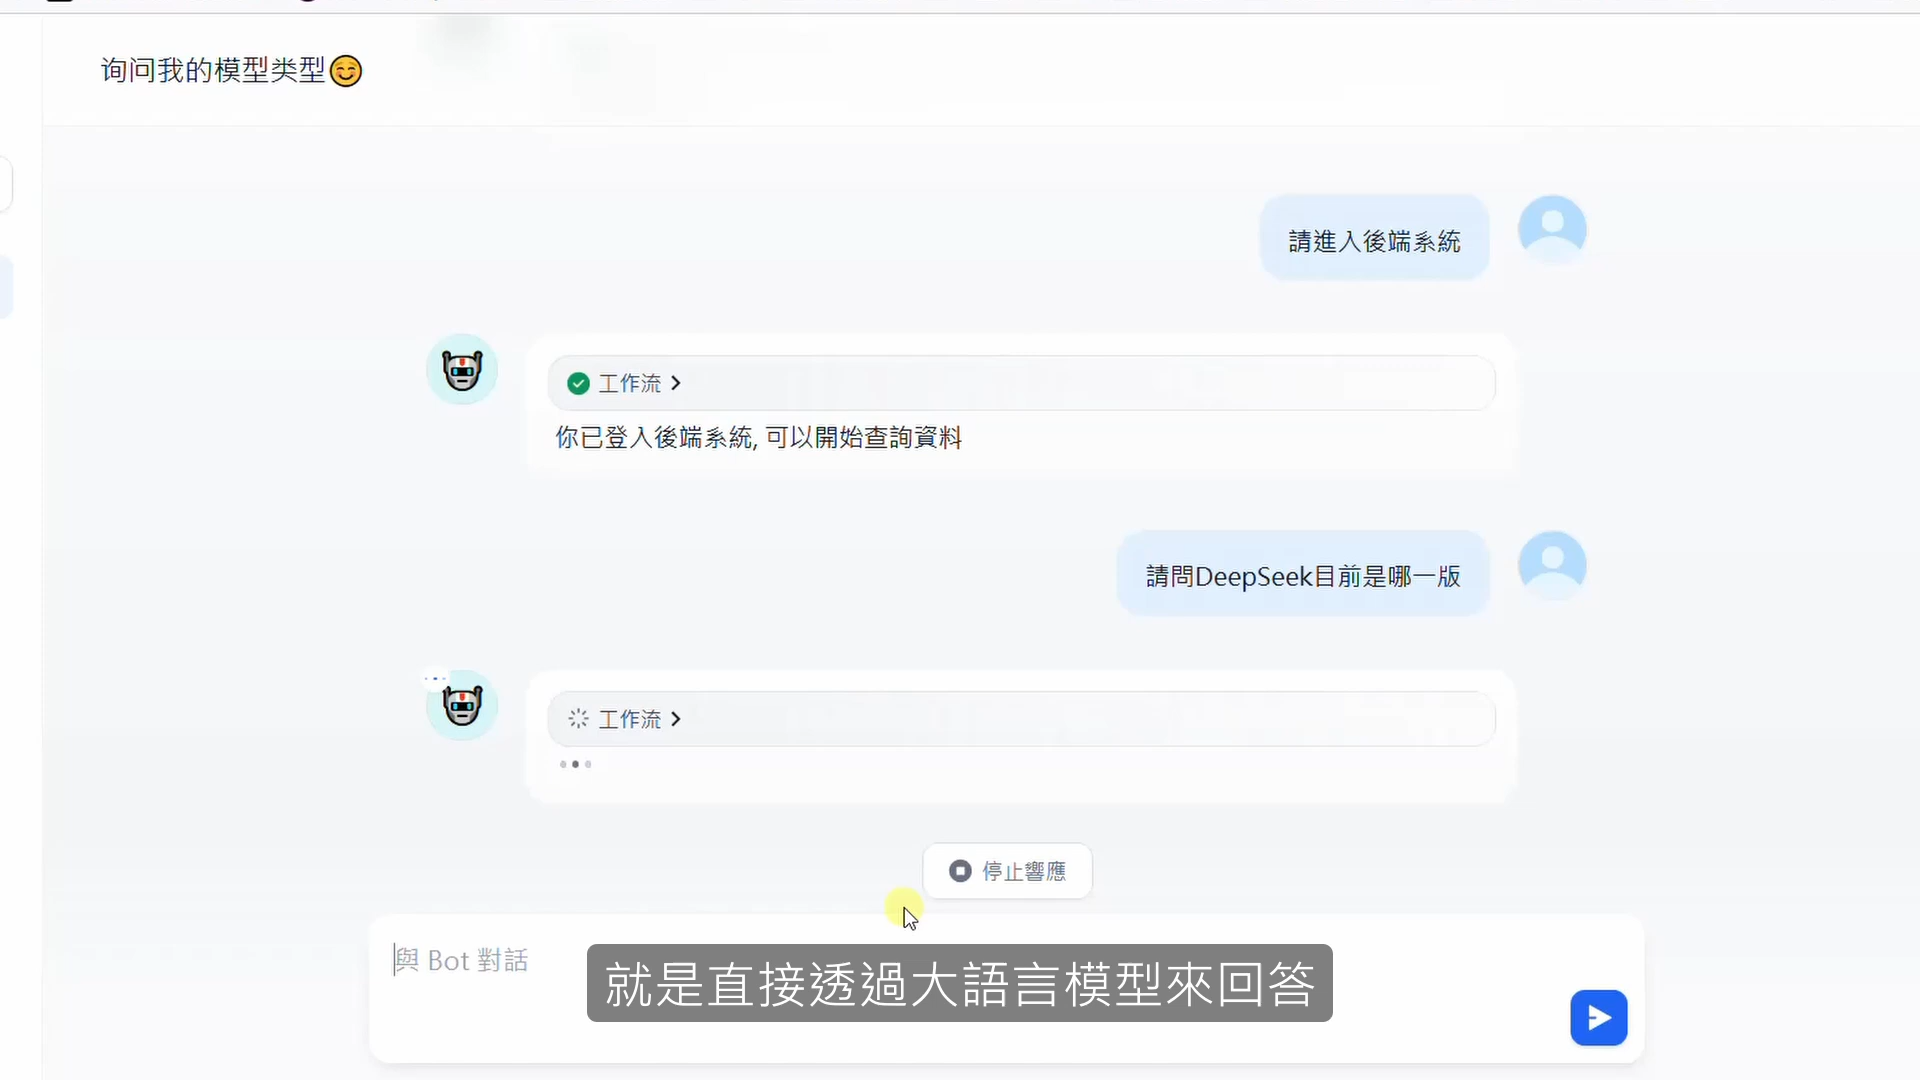 询问我的模型类型😊
請進入後端系統
工作流
你已登入後端系統, 可以開始查詢資料
請問DeepSeek目前是哪一版
工作流
停止響應
與 Bot 對話
就是直接透過大語言模型來回答